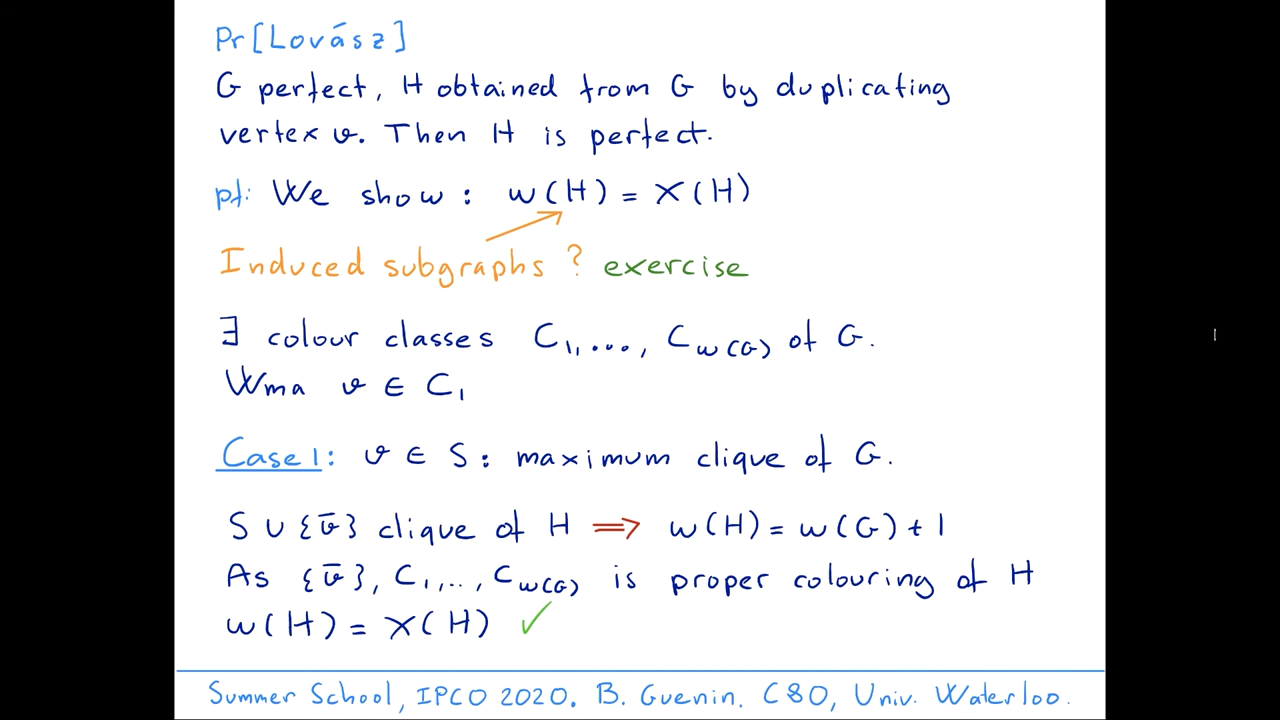 Pr[Lovász]
G perfect, H obtained from G by duplicating
vertex v. Then H is perfect.
pf: We show: ω(H) = χ(H)
Induced subgraphs ? exercise
∃ colour classes C₁,..., C_ω(G) of G.
Wma v ∈ C₁
Case 1: v ∈ S: maximum clique of G.
S ∪ {v̄} clique of H ⟹ ω(H) = ω(G) + 1
As {v̄}, C₁,.., C_ω(G) is proper colouring of H
ω(H) = χ(H) ✓
Summer School, IPCO 2020. B. Guenin. C&O, Univ. Waterloo.